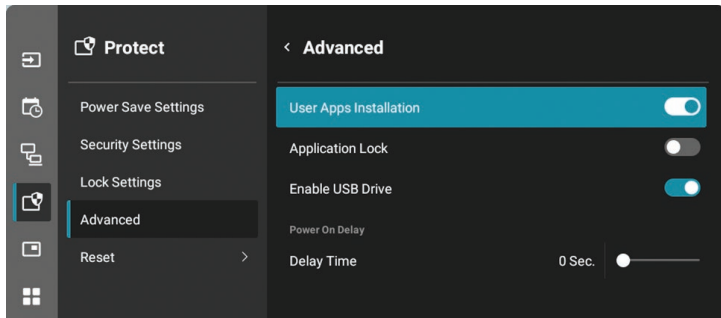 Protect
Power Save Settings
Security Settings
Lock Settings
Advanced
Reset
Advanced
User Apps Installation
Application Lock
Enable USB Drive
Power On Delay
Delay Time 0 Sec.